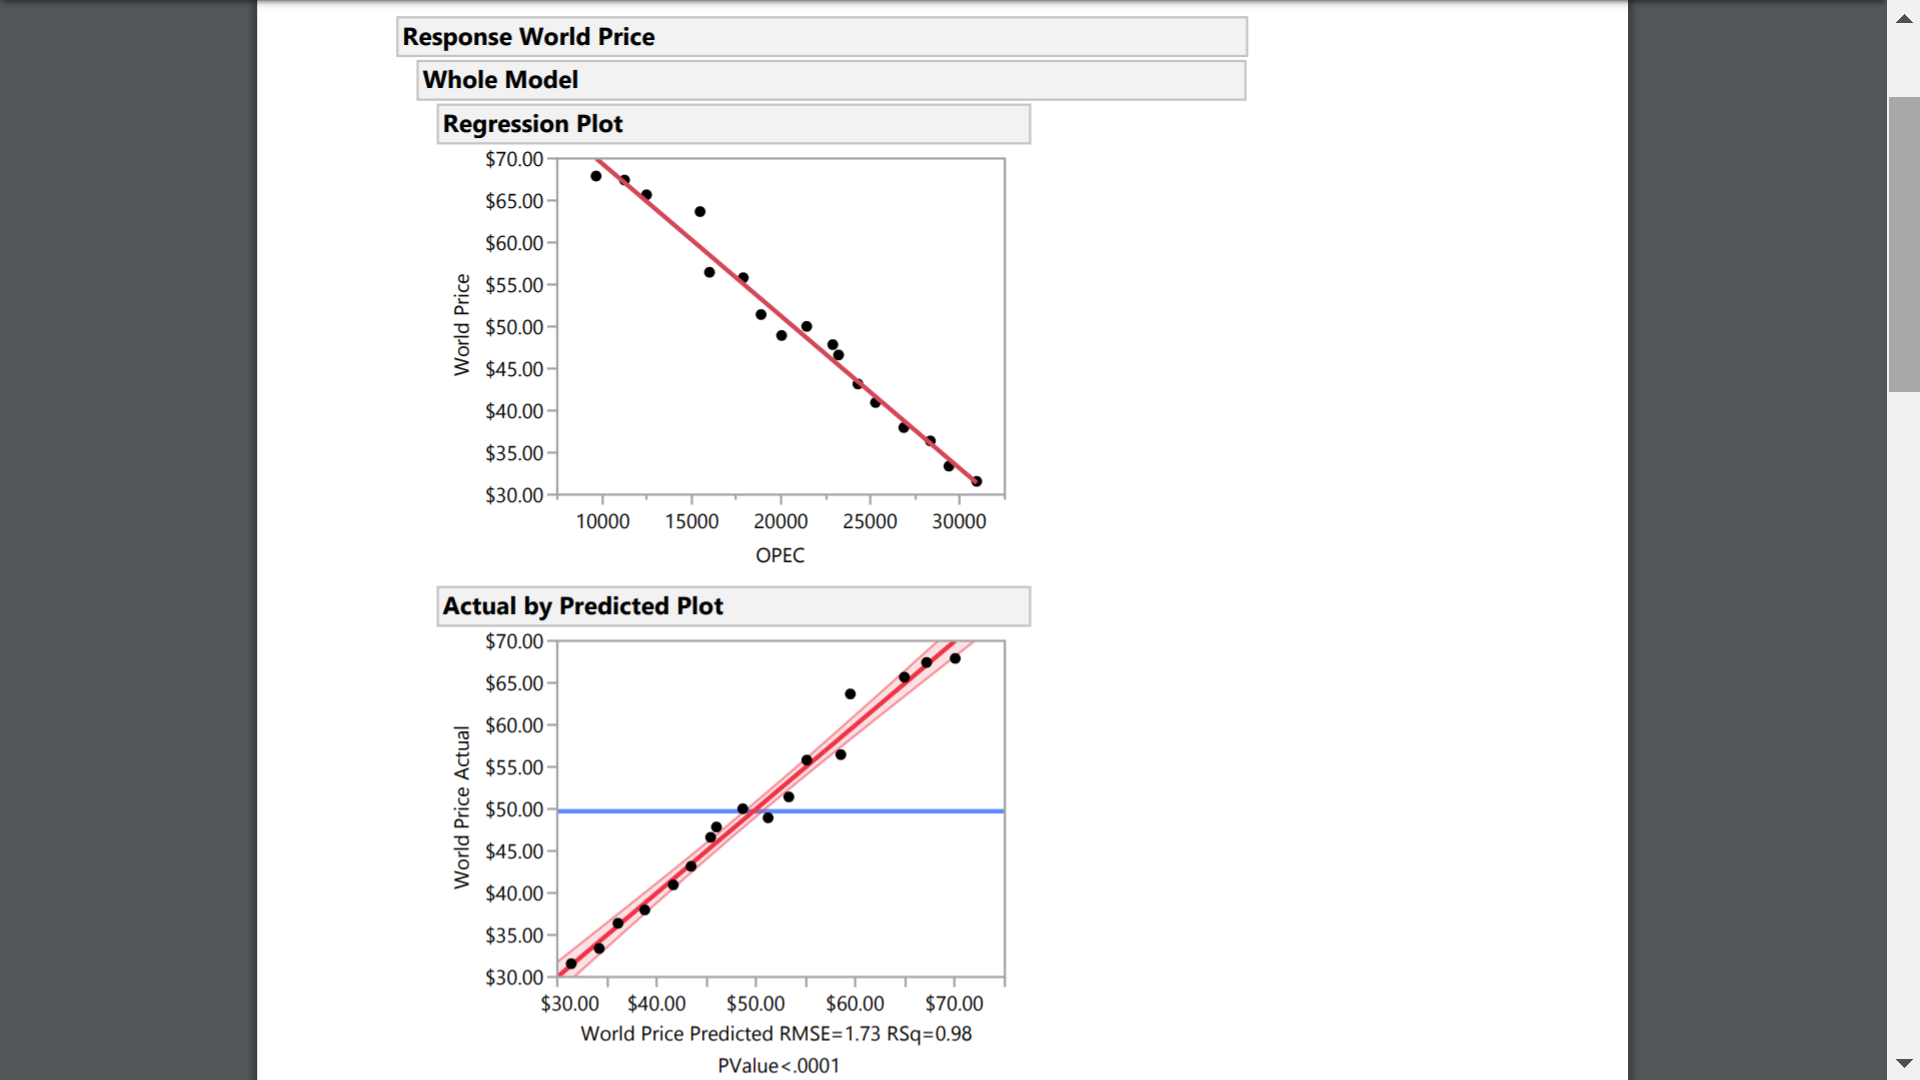 Response World Price
Whole Model
Regression Plot
$70.00
$65.00
$60.00
$55.00
$50.00
$45.00
$40.00
$35.00
$30.00
World Price
10000 15000 20000 25000 30000
OPEC
Actual by Predicted Plot
$70.00
$65.00
$60.00
$55.00
$50.00
$45.00
$40.00
$35.00
$30.00
World Price Actual
$30.00 $40.00 $50.00 $60.00 $70.00
World Price Predicted RMSE=1.73 RSq=0.98
PValue<.0001